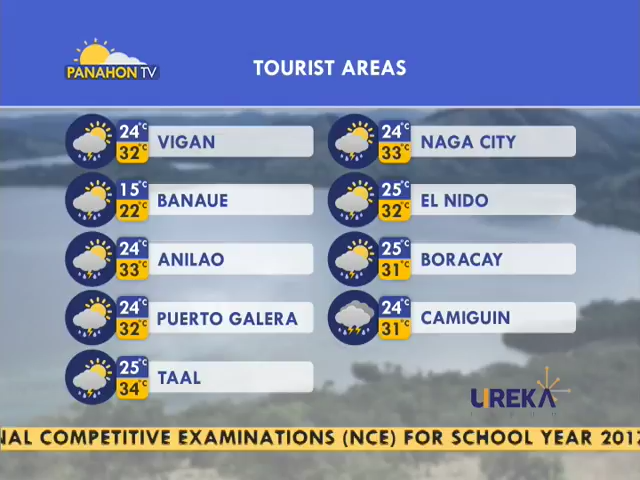 PANAHON TV
TOURIST AREAS
24°C
32°C
VIGAN
15°C
22°C
BANAUE
24°C
33°C
ANILAO
24°C
32°C
PUERTO GALERA
25°C
34°C
TAAL
24°C
33°C
NAGA CITY
25°C
32°C
EL NIDO
25°C
31°C
BORACAY
24°C
31°C
CAMIGUIN
UREKA
NAL COMPETITIVE EXAMINATIONS (NCE) FOR SCHOOL YEAR 2017